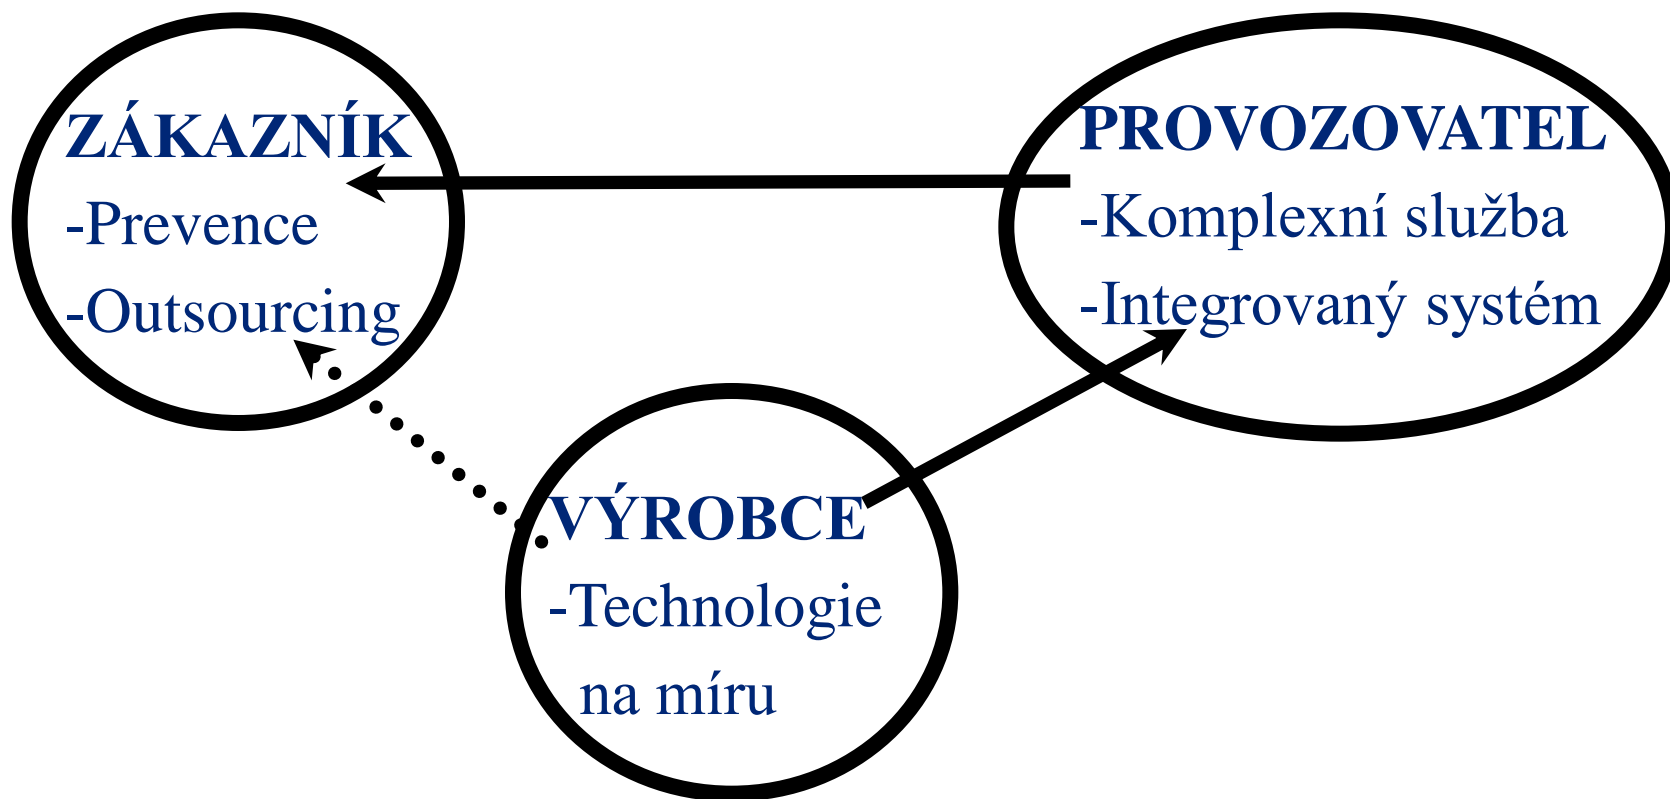 ZÁKAZNÍK
-Prevence
-Outsourcing
PROVOZOVATEL
-Komplexní služba
-Integrovaný systém
VÝROBCE
-Technologie
na míru